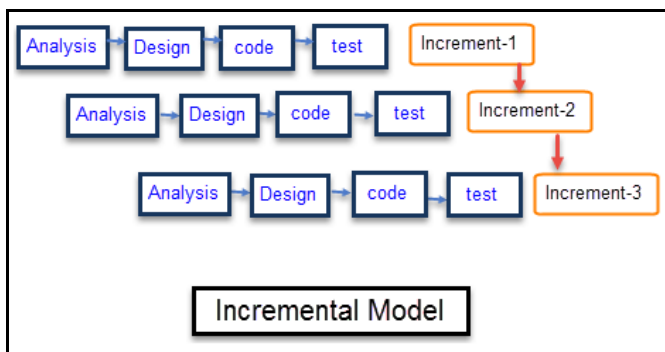 Analysis Design code test Increment-1
Analysis Design code test Increment-2
Analysis Design code test Increment-3
Incremental Model